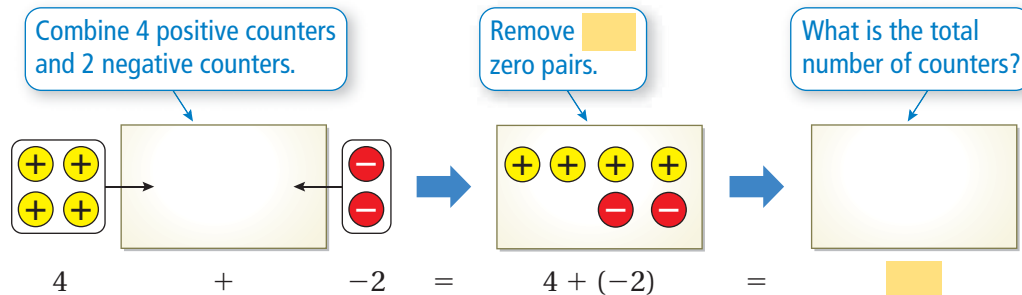 Combine 4 positive counters
and 2 negative counters.
Remove
zero pairs.
What is the total
number of counters?
+ + − + + + +
+ + − − −
4 + −2 = 4 + (−2) =